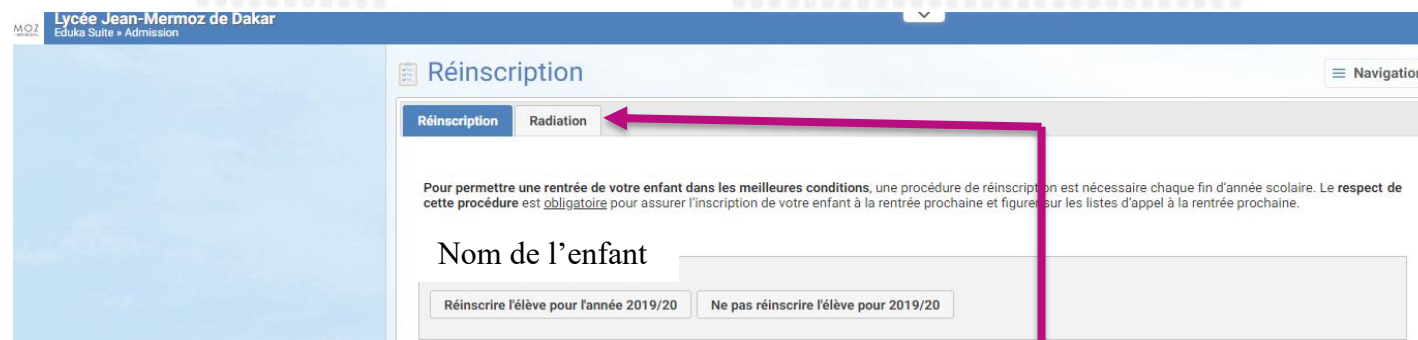 Lycée Jean-Mermoz de Dakar
MOZ
Eduka Suite » Admission
Réinscription
Navigation
Réinscription Radiation
Pour permettre une rentrée de votre enfant dans les meilleures conditions, une procédure de réinscription est nécessaire chaque fin d'année scolaire. Le respect de
cette procédure est obligatoire pour assurer l'inscription de votre enfant à la rentrée prochaine et figurer sur les listes d'appel à la rentrée prochaine.
Nom de l’enfant
Réinscrire l'élève pour l'année 2019/20 Ne pas réinscrire l'élève pour 2019/20